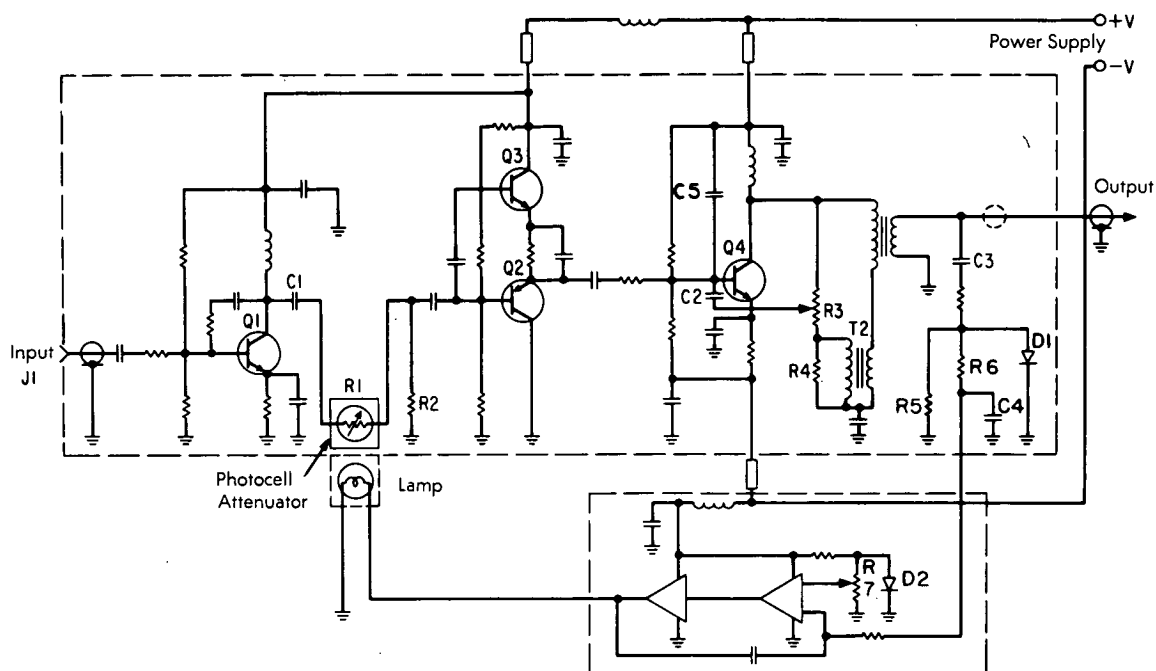 +V
Power Supply
-V
Q3
Output
C5
Q4
C3
C1
Q2
C2
Q1
R3
T2
D1
Input
J1
R6
R1
R4
R2
R5
C4
Photocell
Attenuator
Lamp
R
7
D2